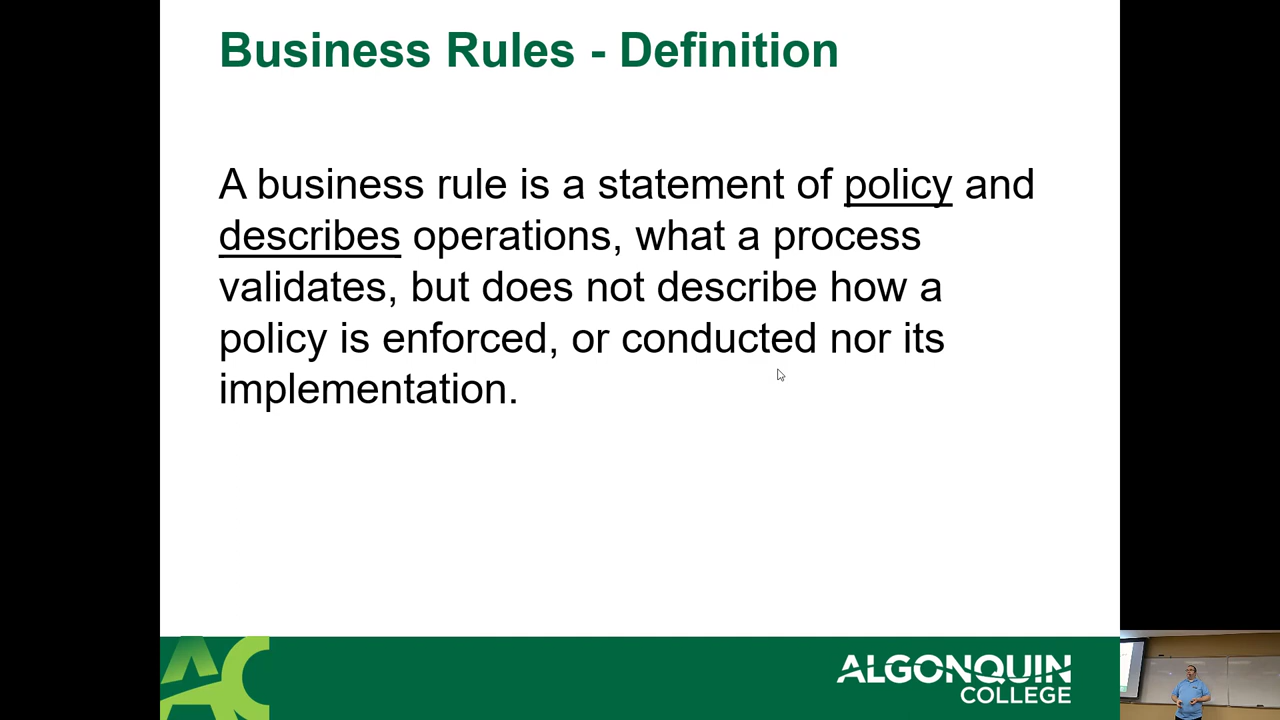 Business Rules - Definition
A business rule is a statement of policy and
describes operations, what a process
validates, but does not describe how a
policy is enforced, or conducted nor its
implementation.
AC
ALGONQUIN
COLLEGE